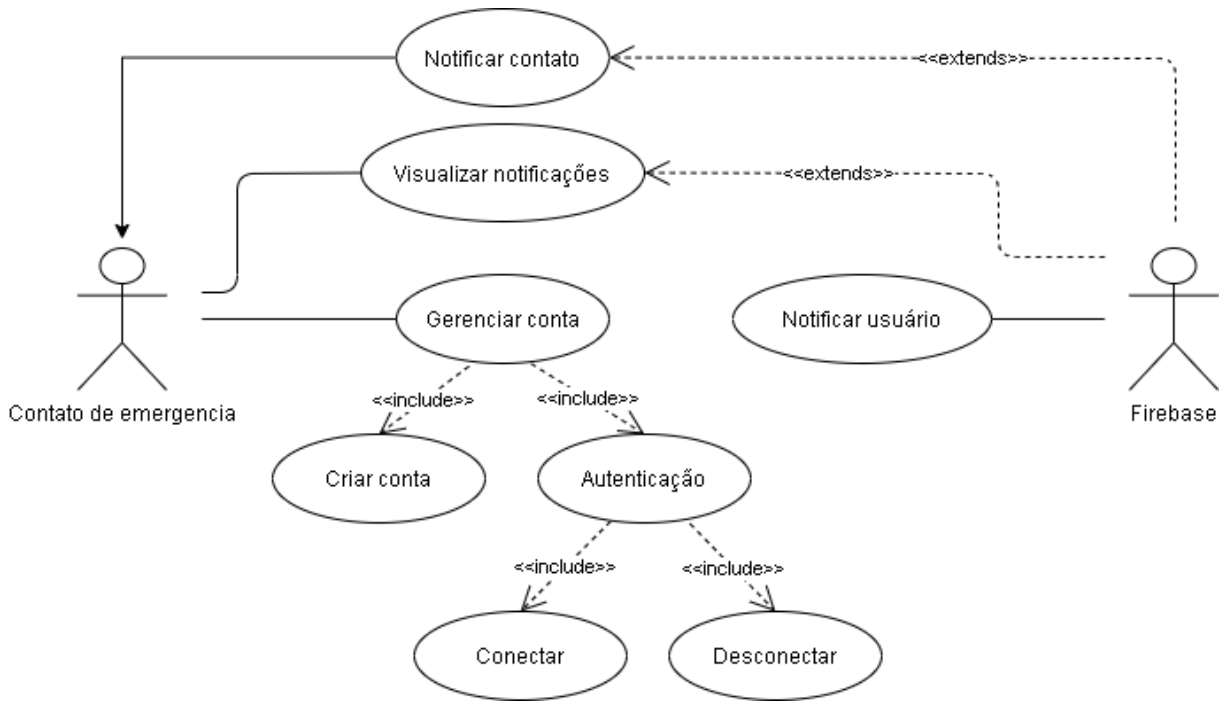 Notificar contato
<<extends>>
Visualizar notificações
<<extends>>
Gerenciar conta
Notificar usuário
Contato de emergencia
Firebase
<<include>>
<<include>>
Criar conta
Autenticação
<<include>>
<<include>>
Conectar
Desconectar